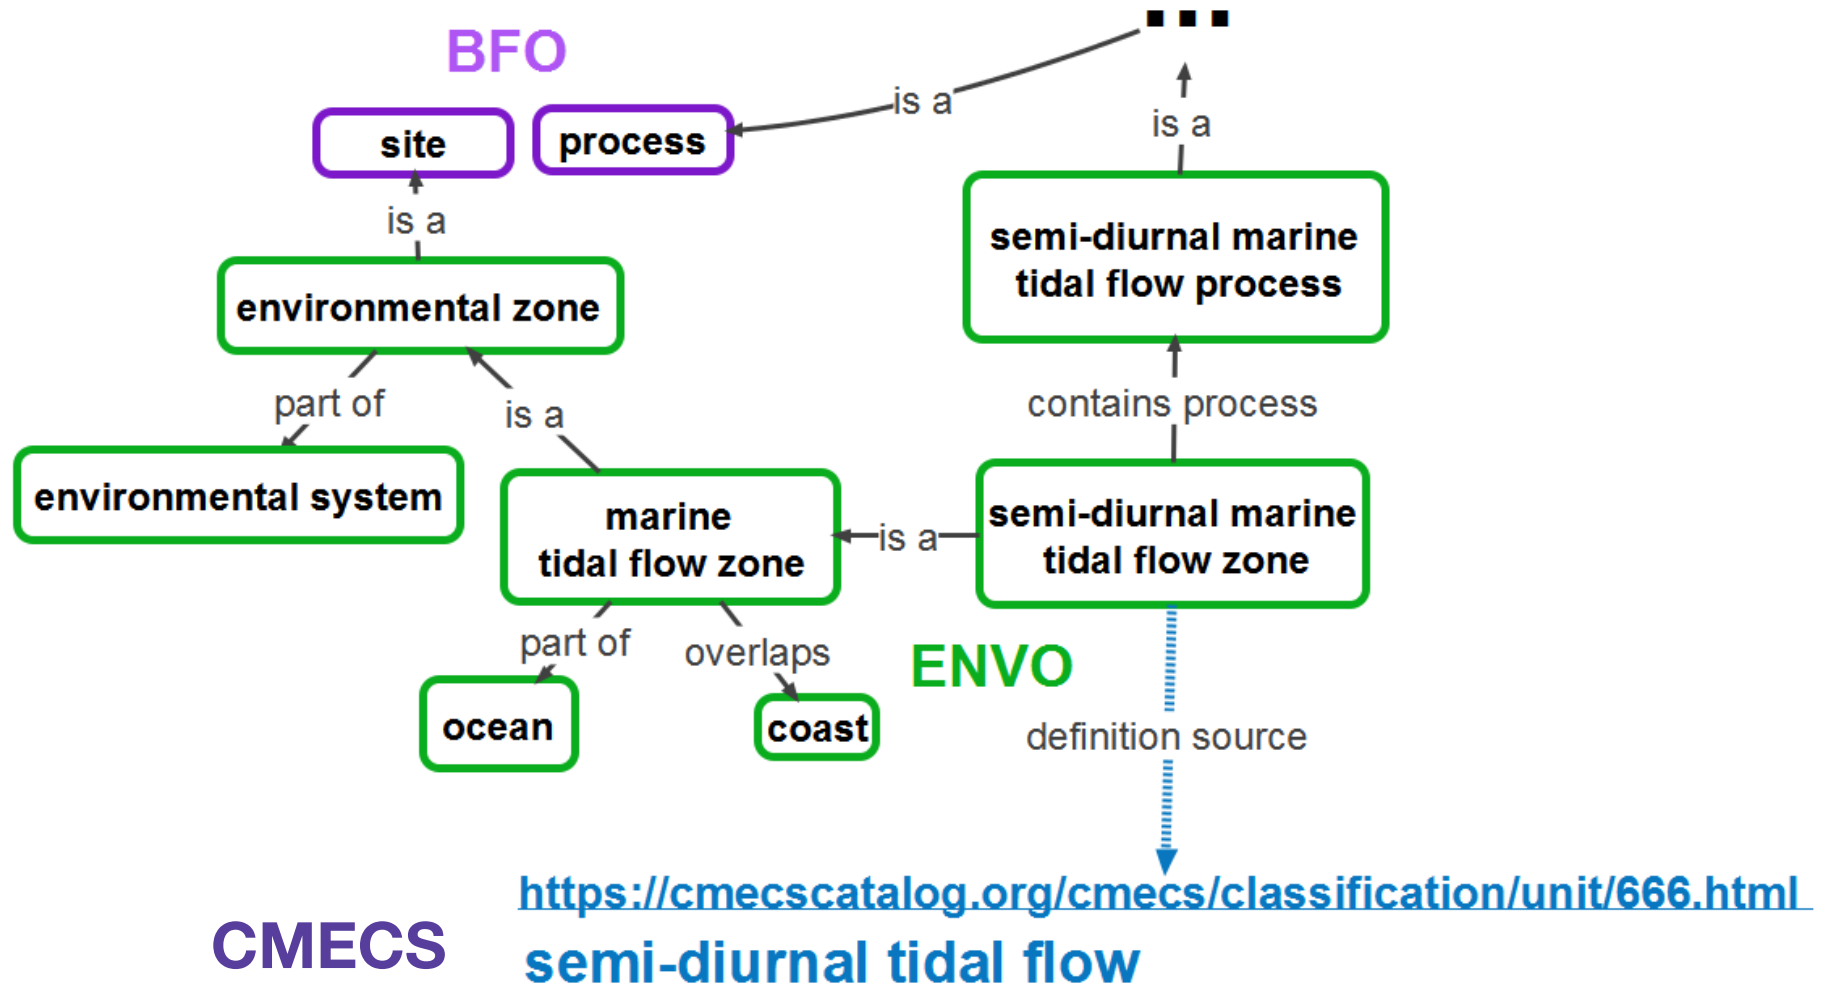 BFO
■ ■ ■
is a
site
process
is a
is a
semi-diurnal marine
tidal flow process
environmental zone
part of
is a
contains process
environmental system
marine
tidal flow zone
is a
semi-diurnal marine
tidal flow zone
part of
overlaps
ENVO
ocean
coast
definition source
https://cmecscatalog.org/cmecs/classification/unit/666.html
CMECS
semi-diurnal tidal flow